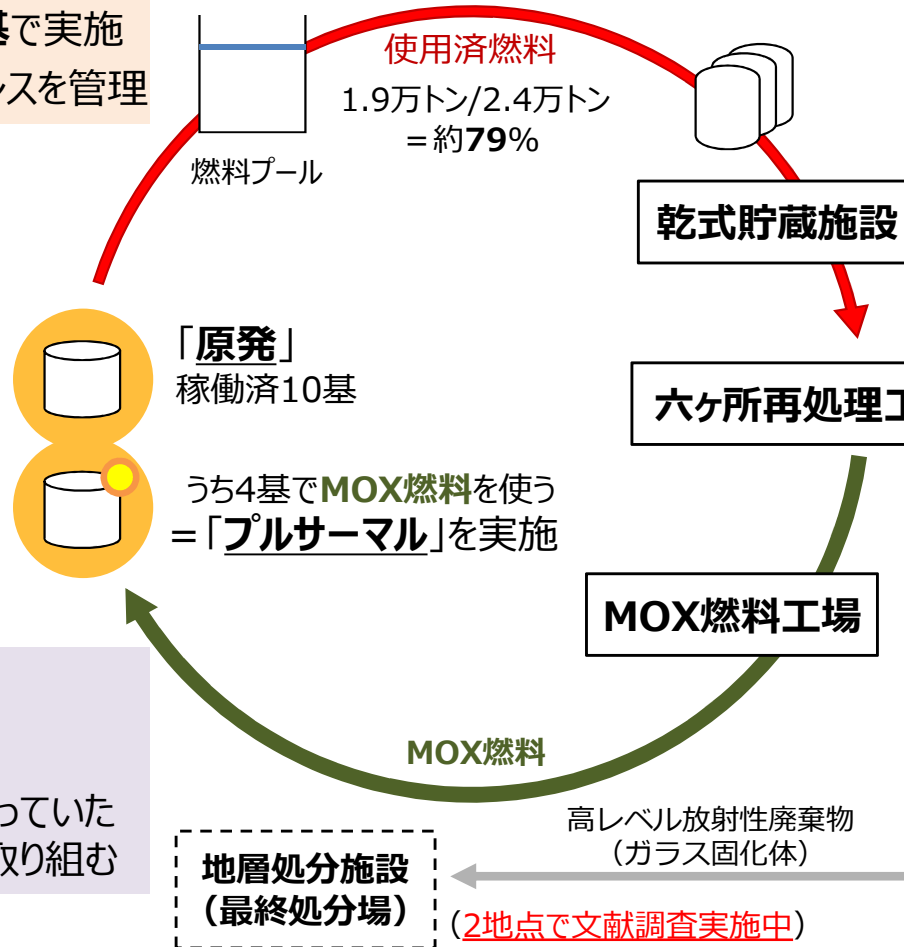 基で実施
スを管理
使用済燃料
1.9万トン/2.4万トン
=約79%
燃料プール
乾式貯蔵施設
「原発」
稼働済10基
六ヶ所再処理工
うち4基でMOX燃料を使う
=「プルサーマル」を実施
MOX燃料工場
MOX燃料
っていた
取り組む
高レベル放射性廃棄物
(ガラス固化体)
地層処分施設
(最終処分場)
(2地点で文献調査実施中)